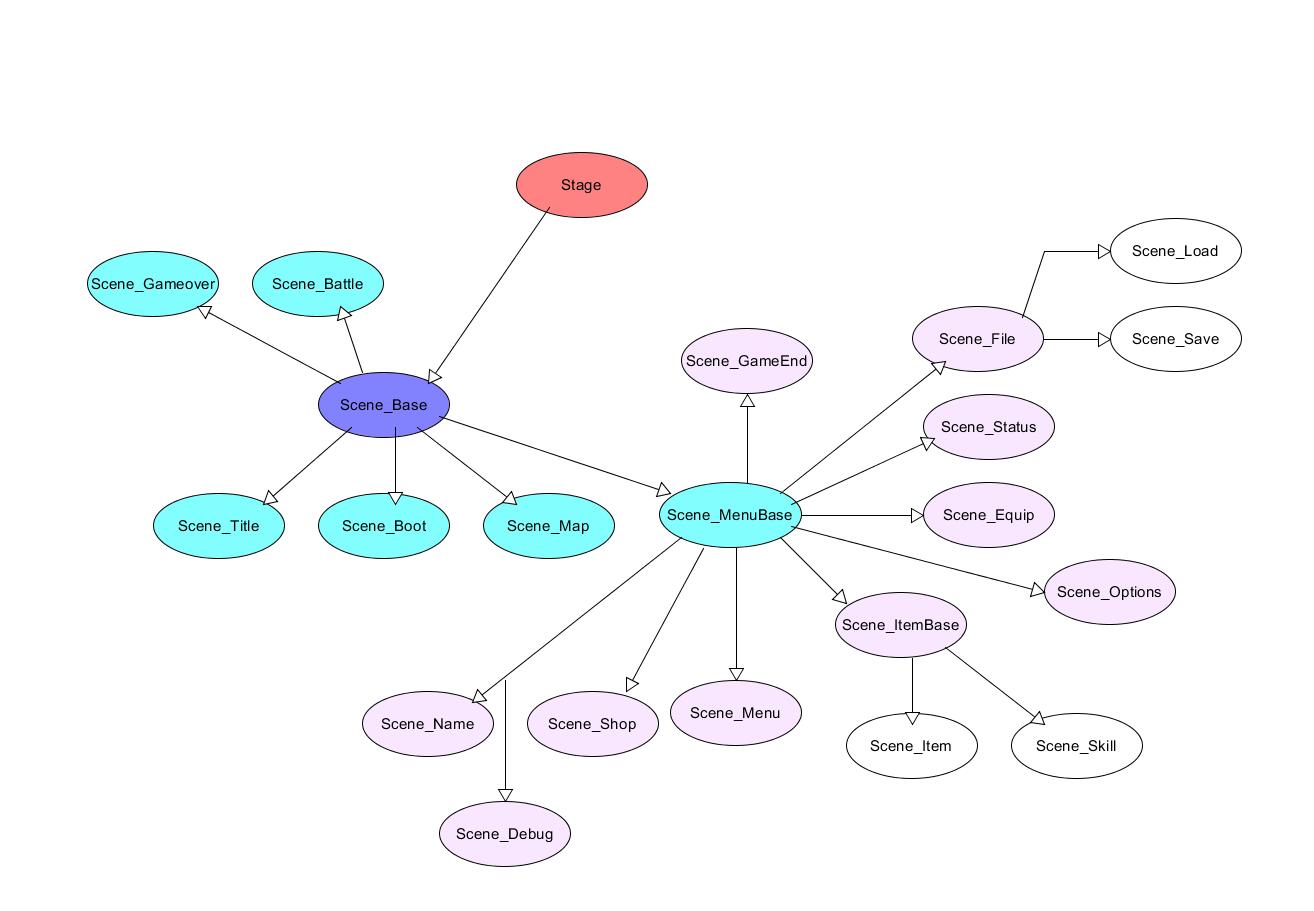 Stage
Scene_Load
Scene_Gameover
Scene_Battle
Scene_File
Scene_Save
Scene_GameEnd
Scene_Base
Scene_Status
Scene_MenuBase
Scene_Equip
Scene_Title
Scene_Boot
Scene_Map
Scene_Options
Scene_ItemBase
Scene_Name
Scene_Shop
Scene_Menu
Scene_Item
Scene_Skill
Scene_Debug